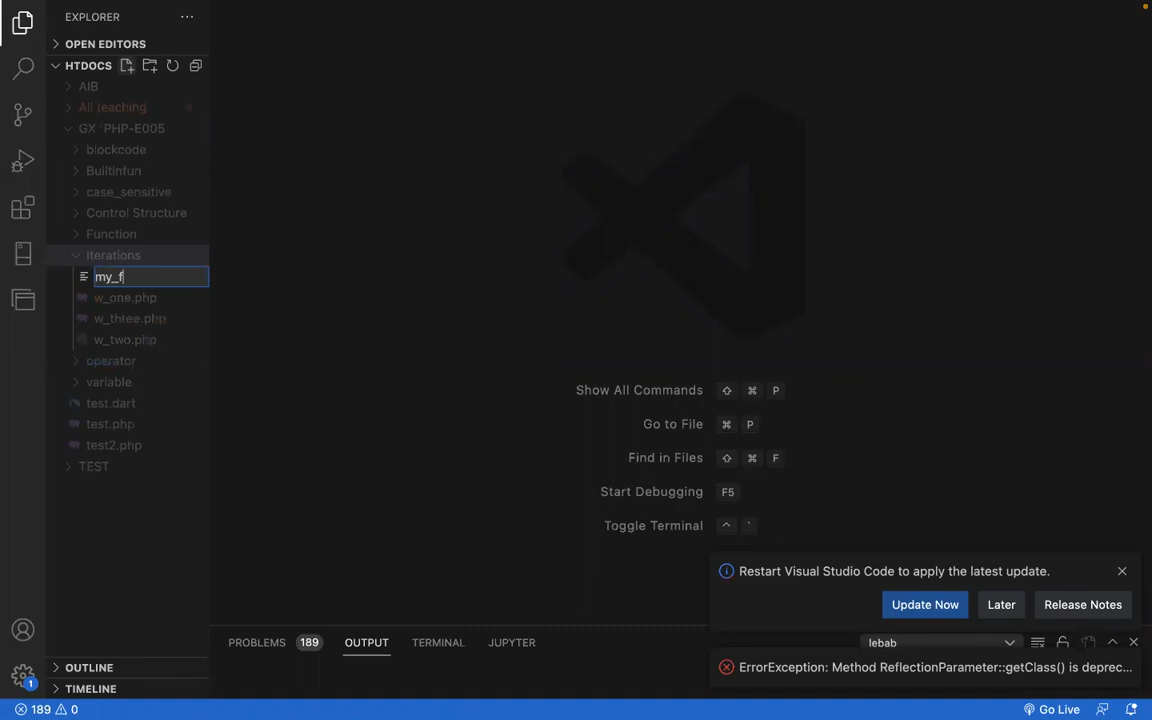 EXPLORER
OPEN EDITORS
HTDOCS
AIB
All Teaching
GX PHP-E005
blockcode
Builtinfun
case_sensitive
Control Structure
Function
Iterations
my_f
w_one.php
w_three.php
w_two.php
operator
variable
test.dart
test.php
test2.php
TEST
Show All Commands ⇧ ⌘ P
Go to File ⌘ P
Find in Files ⇧ ⌘ F
Start Debugging F5
Toggle Terminal ^ `
Restart Visual Studio Code to apply the latest update.
Update Now Later Release Notes
PROBLEMS 189 OUTPUT TERMINAL JUPYTER lebab
ErrorException: Method ReflectionParameter::getClass() is deprec...
OUTLINE
TIMELINE
1
189 0 Go Live